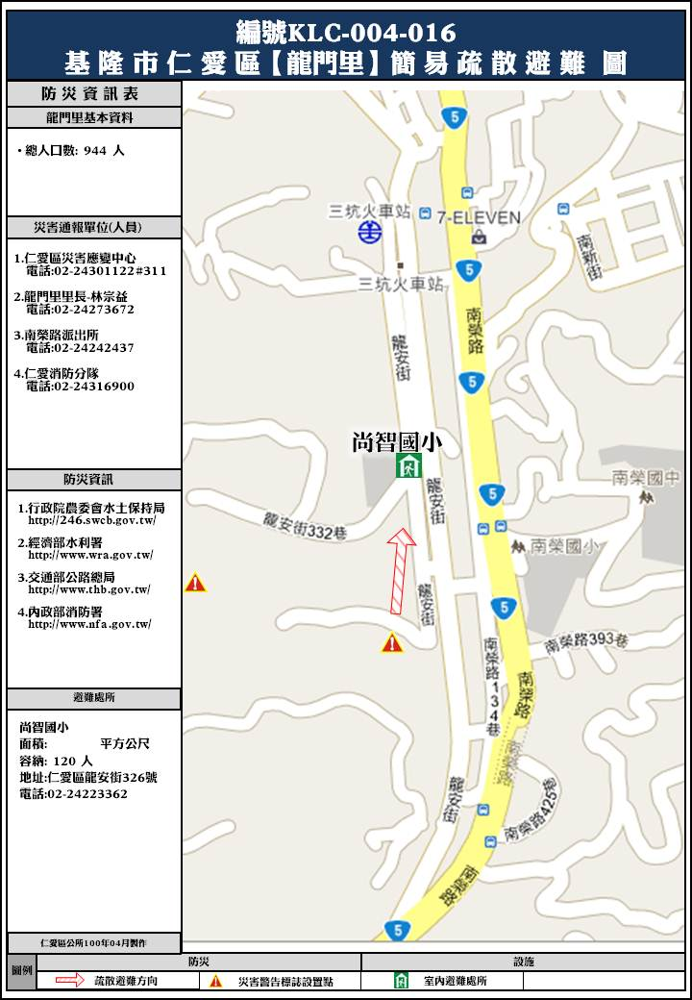 編號KLC-004-016
基隆市仁愛區【龍門里】簡易疏散避難 圖
防災資訊表
龍門里基本資料
・總人口數: 944 人
災害通報單位(人員)
1.仁愛區災害應變中心
電話:02-24301122#311
2.龍門里里長-林宗益
電話:02-24273672
3.南榮路派出所
電話:02-24242437
4.仁愛消防分隊
電話:02-24316900
防災資訊
1.行政院農委會水土保持局
http://246.swcb.gov.tw/
2.經濟部水利署
http://www.wra.gov.tw/
3.交通部公路總局
http://www.thb.gov.tw/
4.內政部消防署
http://www.nfa.gov.tw/
避難處所
尚智國小
面積: 平方公尺
容納: 120 人
地址:仁愛區龍安街326號
電話:02-24223362
仁愛區公所100年04月製作
5
三坑火車站
7-ELEVEN
南新街
5
三坑火車站
南榮路
龍安街
5
尚智國小
龍安街
南榮國中
5
龍安街332巷
南榮國小
龍安街
5
南榮路393巷
南榮路134巷
南榮路
南榮路
龍安街
南榮路425巷
南榮路
5
圖例
防災
設施
疏散避難方向
災害警告標誌設置點
室內避難處所